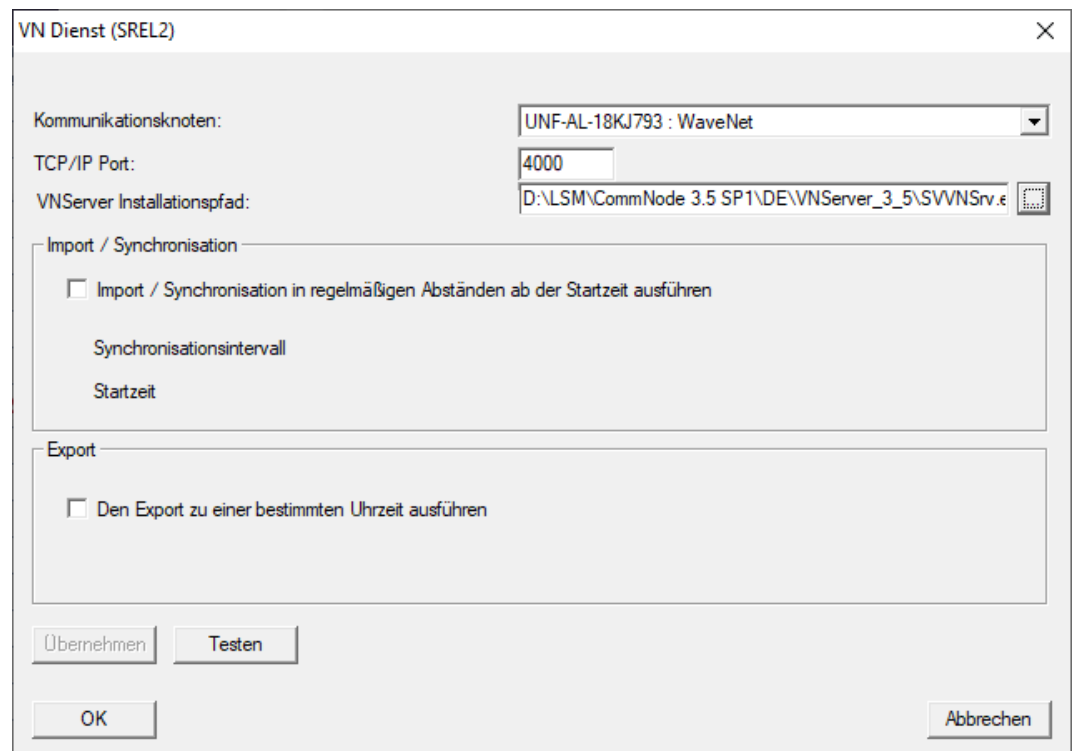 VN Dienst (SREL2)
Kommunikationsknoten: UNF-AL-18KJ793 : WaveNet
TCP/IP Port: 4000
VNServer Installationspfad: D:\LSM\CommNode 3.5 SP1\DE\VNServer_3_5\SVVNSrv.e ...
Import / Synchronisation
Import / Synchronisation in regelmäßigen Abständen ab der Startzeit ausführen
Synchronisationsintervall
Startzeit
Export
Den Export zu einer bestimmten Uhrzeit ausführen
Übernehmen Testen
OK Abbrechen